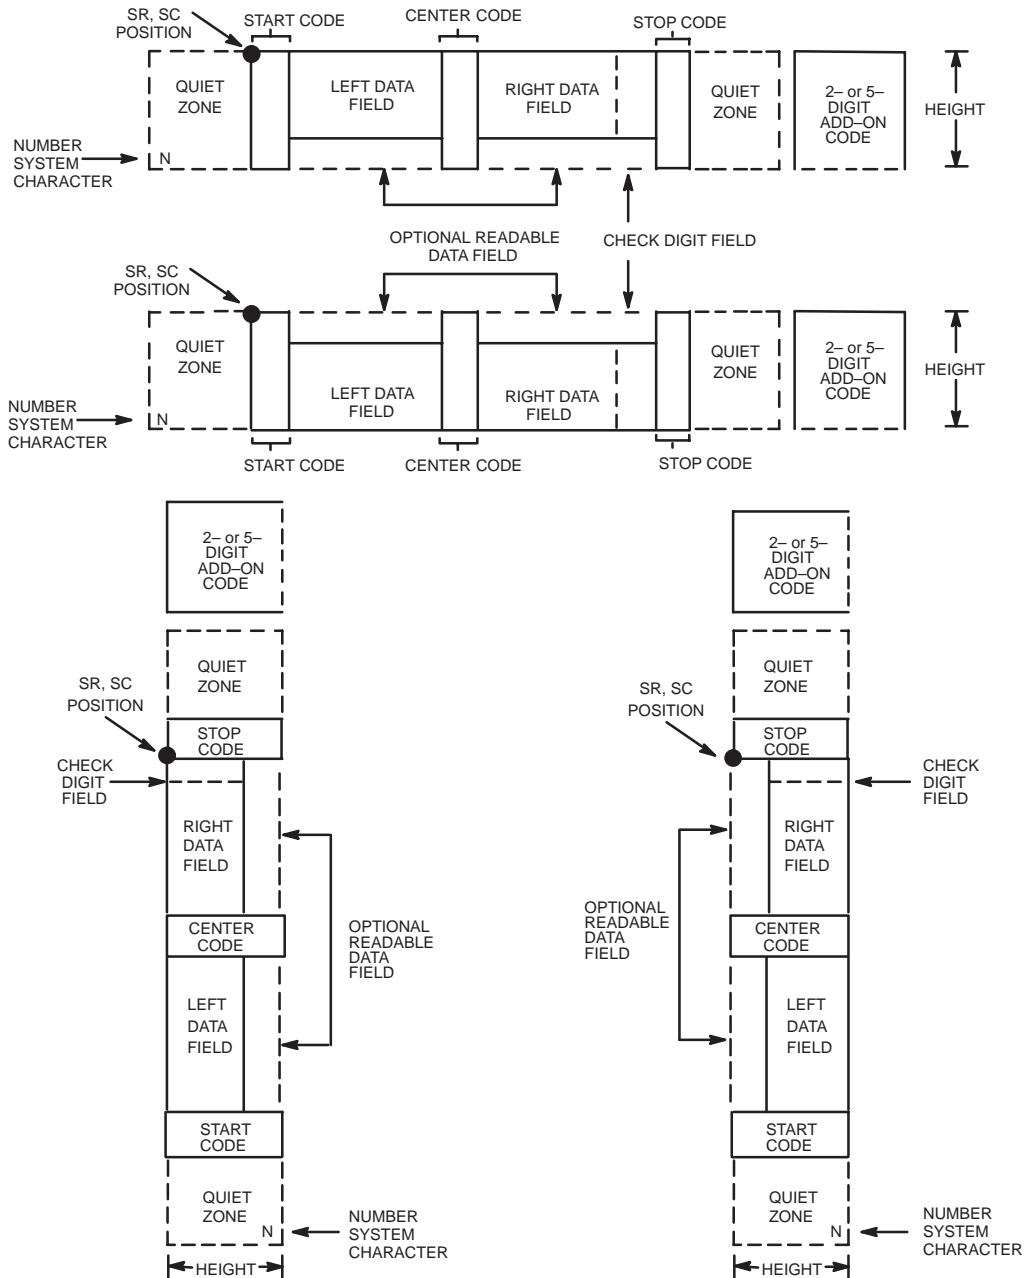 SR, SC
POSITION
START CODE
CENTER CODE
STOP CODE
QUIET
ZONE
LEFT DATA
FIELD
RIGHT DATA
FIELD
QUIET
ZONE
2– or 5–
DIGIT
ADD–ON
CODE
HEIGHT
NUMBER
SYSTEM
CHARACTER
N
OPTIONAL READABLE
DATA FIELD
CHECK DIGIT FIELD
SR, SC
POSITION
QUIET
ZONE
LEFT DATA
FIELD
RIGHT DATA
FIELD
QUIET
ZONE
2– or 5–
DIGIT
ADD–ON
CODE
HEIGHT
NUMBER
SYSTEM
CHARACTER
N
START CODE
CENTER CODE
STOP CODE
2– or 5–
DIGIT
ADD–ON
CODE
QUIET
ZONE
SR, SC
POSITION
STOP
CODE
CHECK
DIGIT
FIELD
RIGHT
DATA
FIELD
CENTER
CODE
OPTIONAL
READABLE
DATA
FIELD
LEFT
DATA
FIELD
START
CODE
QUIET
ZONE
N
NUMBER
SYSTEM
CHARACTER
HEIGHT
2– or 5–
DIGIT
ADD–ON
CODE
QUIET
ZONE
SR, SC
POSITION
STOP
CODE
CHECK
DIGIT
FIELD
RIGHT
DATA
FIELD
OPTIONAL
READABLE
DATA
FIELD
CENTER
CODE
LEFT
DATA
FIELD
START
CODE
QUIET
ZONE
N
NUMBER
SYSTEM
CHARACTER
HEIGHT